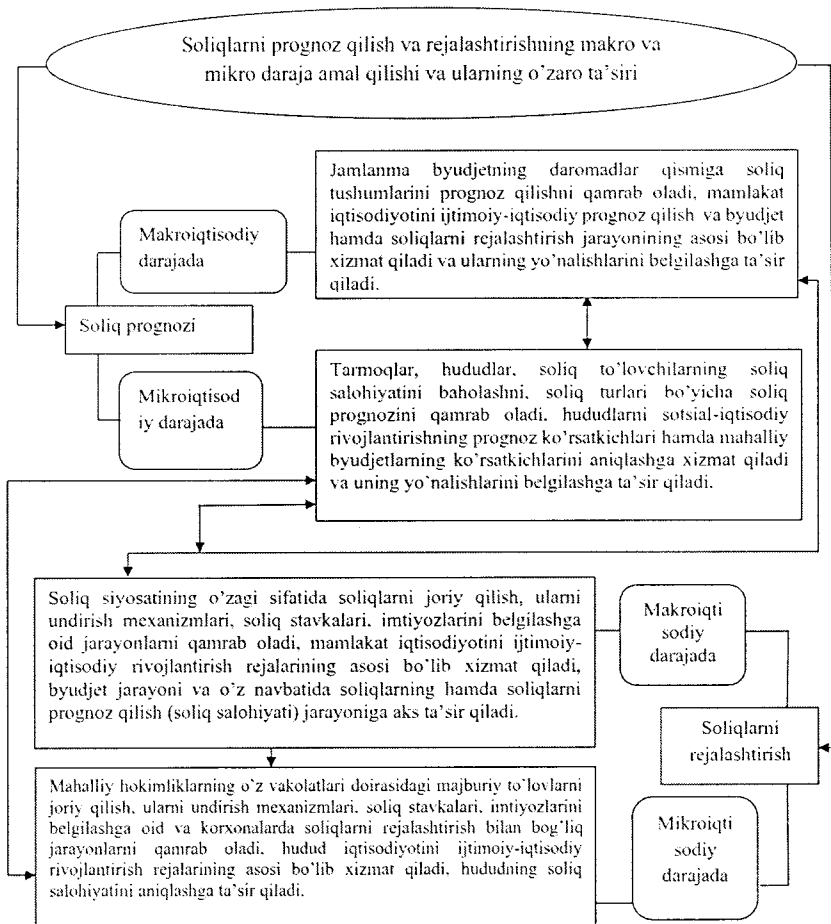 Soliqlarni prognoz qilish va rejalashtirishning makro va
mikro daraja amal qilishi va ularning o'zaro ta'siri
Jamlanma byudjetning daromadlar qismiga soliq
tushumlarini prognoz qilishni qamrab oladi, mamlakat
iqtisodiyotini ijtimoiy-iqtisodiy prognoz qilish va byudjet
hamda soliqlarni rejalashtirish jarayonining asosi bo'lib
xizmat qiladi va ularning yo'nalishlarini belgilashga ta'sir
qiladi.
Makroiqtisodiy
darajada
Soliq prognozi
Mikroiqtisod
iy darajada
Tarmoqlar, hududlar, soliq to'lovchilarning soliq
salohiyatini baholashni, soliq turlari bo'yicha soliq
prognozini qamrab oladi, hududlarni sotsial-iqtisodiy
rivojlantirishning prognoz ko'rsatkichlari hamda mahalliy
byudjetlarning ko'rsatkichlarini aniqlashga xizmat qiladi
va uning yo'nalishlarini belgilashga ta'sir qiladi.
Soliq siyosatining o'zagi sifatida soliqlarni joriy qilish, ularni
undirish mexanizmlari, soliq stavkalari, imtiyozlarini belgilashga
oid jarayonlarni qamrab oladi, mamlakat iqtisodiyotini ijtimoiy-
iqtisodiy rivojlantirish rejalarining asosi bo'lib xizmat qiladi,
byudjet jarayoni va o'z navbatida soliqlarning hamda soliqlarni
prognoz qilish (soliq salohiyati) jarayoniga aks ta'sir qiladi.
Makroiqti
sodiy
darajada
Soliqlarni
rejalashtirish
Mahalliy hokimliklarning o'z vakolatlari doirasidagi majburiy to'lovlarni
joriy qilish, ularni undirish mexanizmlari, soliq stavkalari, imtiyozlarini
belgilashga oid va korxonalarda soliqlarni rejalashtirish bilan bog'liq
jarayonlarni qamrab oladi, hudud iqtisodiyotini ijtimoiy-iqtisodiy
rivojlantirish rejalarining asosi bo'lib xizmat qiladi, hududning soliq
salohiyatini aniqlashga ta'sir qiladi.
Mikroiqti
sodiy
darajada